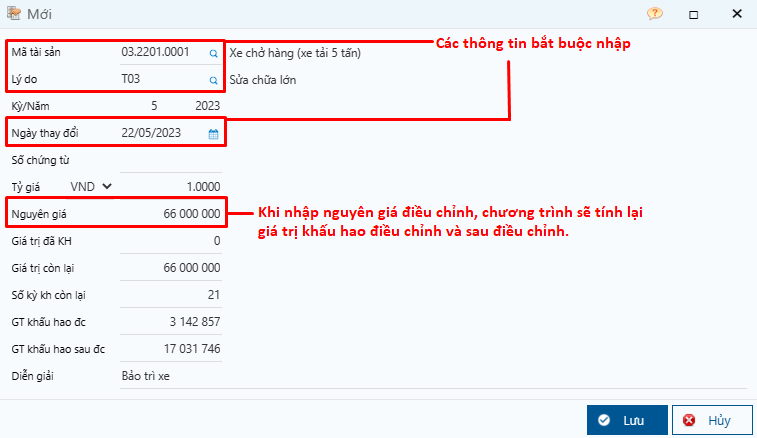 Mới
Mã tài sản 03.2201.0001 Xe chở hàng (xe tải 5 tấn)
Các thông tin bắt buộc nhập
Lý do T03 Sửa chữa lớn
Kỳ/Năm 5 2023
Ngày thay đổi 22/05/2023
Số chứng từ
Tỷ giá VND 1.0000
Nguyên giá 66 000 000
Khi nhập nguyên giá điều chỉnh, chương trình sẽ tính lại
giá trị khấu hao điều chỉnh và sau điều chỉnh.
Giá trị đã KH 0
Giá trị còn lại 66 000 000
Số kỳ kh còn lại 21
GT khấu hao đc 3 142 857
GT khấu hao sau đc 17 031 746
Diễn giải Bảo trì xe
Lưu Hủy